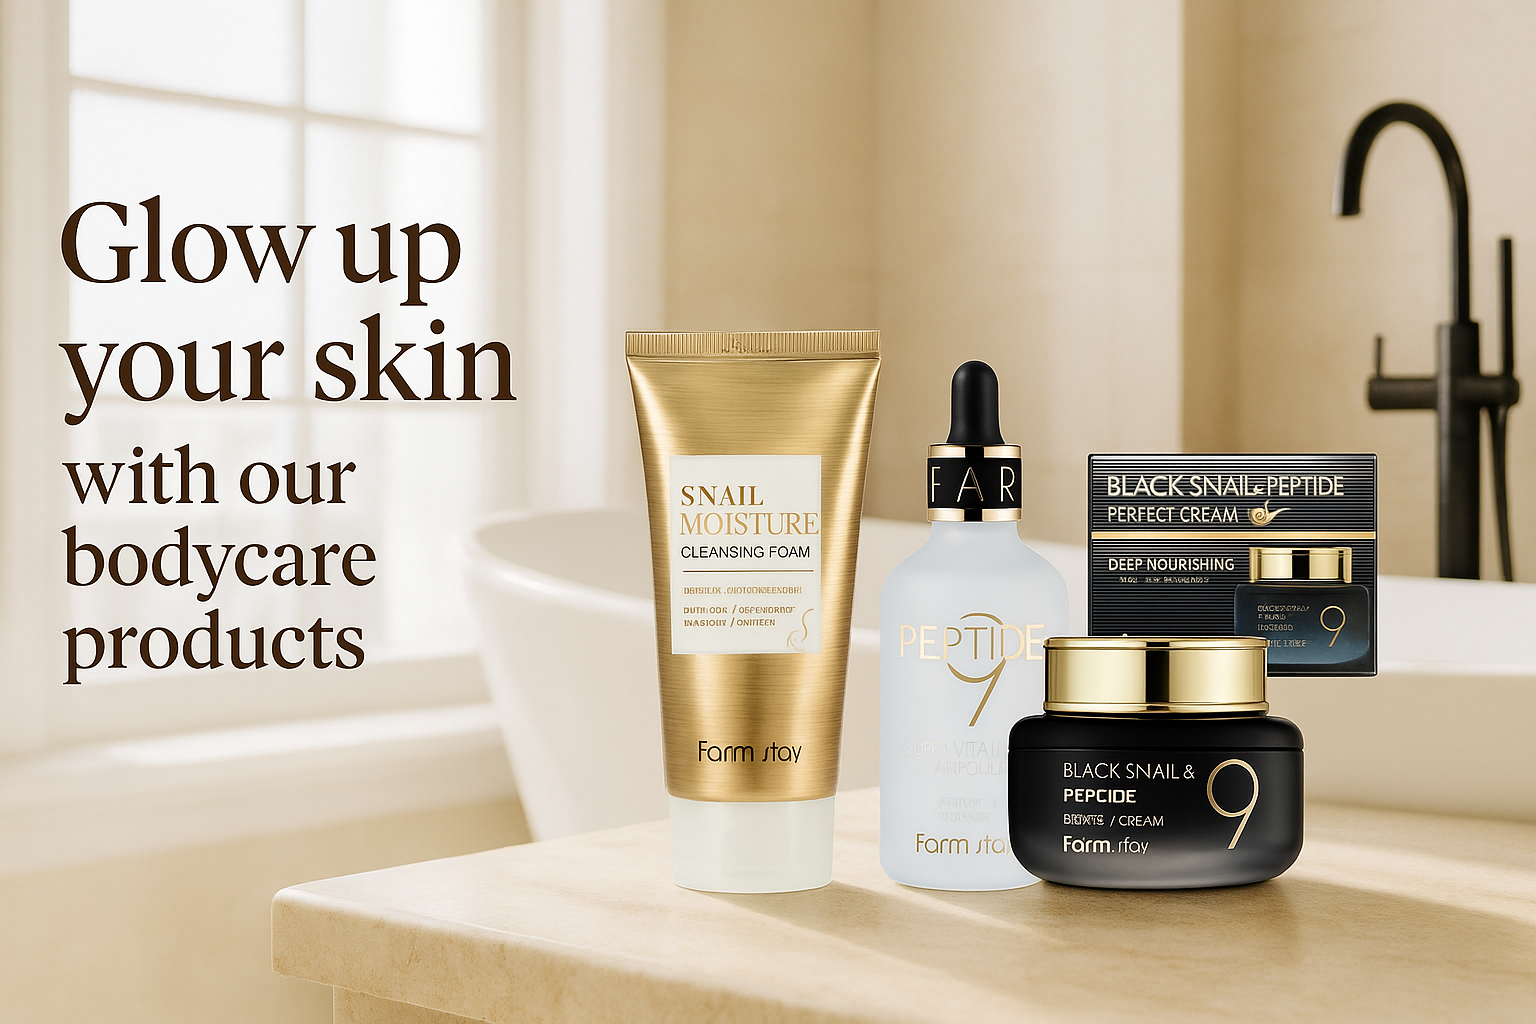 Glow up
your skin
with our
bodycare
products
SNAIL
MOISTURE
CLEANSING FOAM
Farm stay
FAR
PEPTIDE
9
Farm sta
BLACK SNAIL & PEPTIDE
PERFECT CREAM
DEEP NOURISHING
9
BLACK SNAIL &
PEPCIDE
9
/ CREAM
Farm.stay